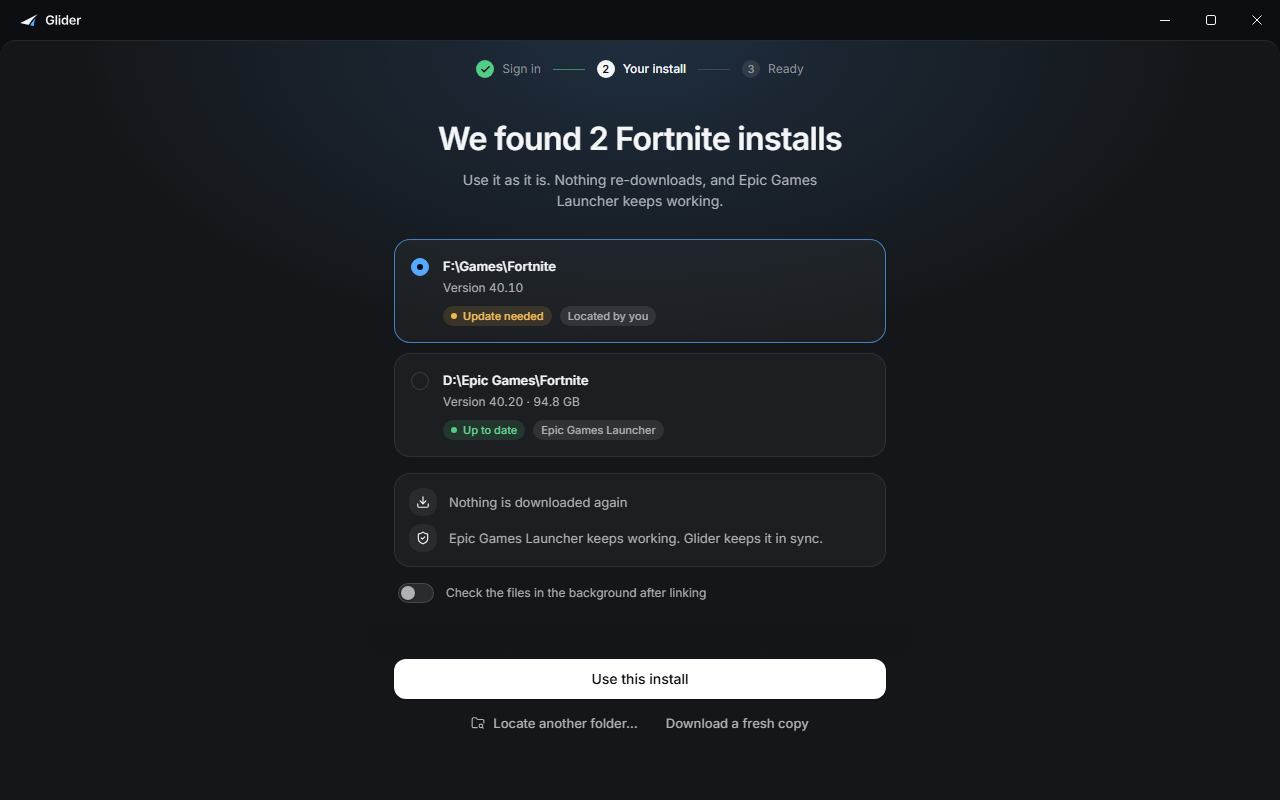 Glider
Sign in
2
Your install
3
Ready
We found 2 Fortnite installs
Use it as it is. Nothing re-downloads, and Epic Games
Launcher keeps working.
F:\Games\Fortnite
Version 40.10
Update needed
Located by you
D:\Epic Games\Fortnite
Version 40.20 · 94.8 GB
Up to date
Epic Games Launcher
Nothing is downloaded again
Epic Games Launcher keeps working. Glider keeps it in sync.
Check the files in the background after linking
Use this install
Locate another folder...
Download a fresh copy